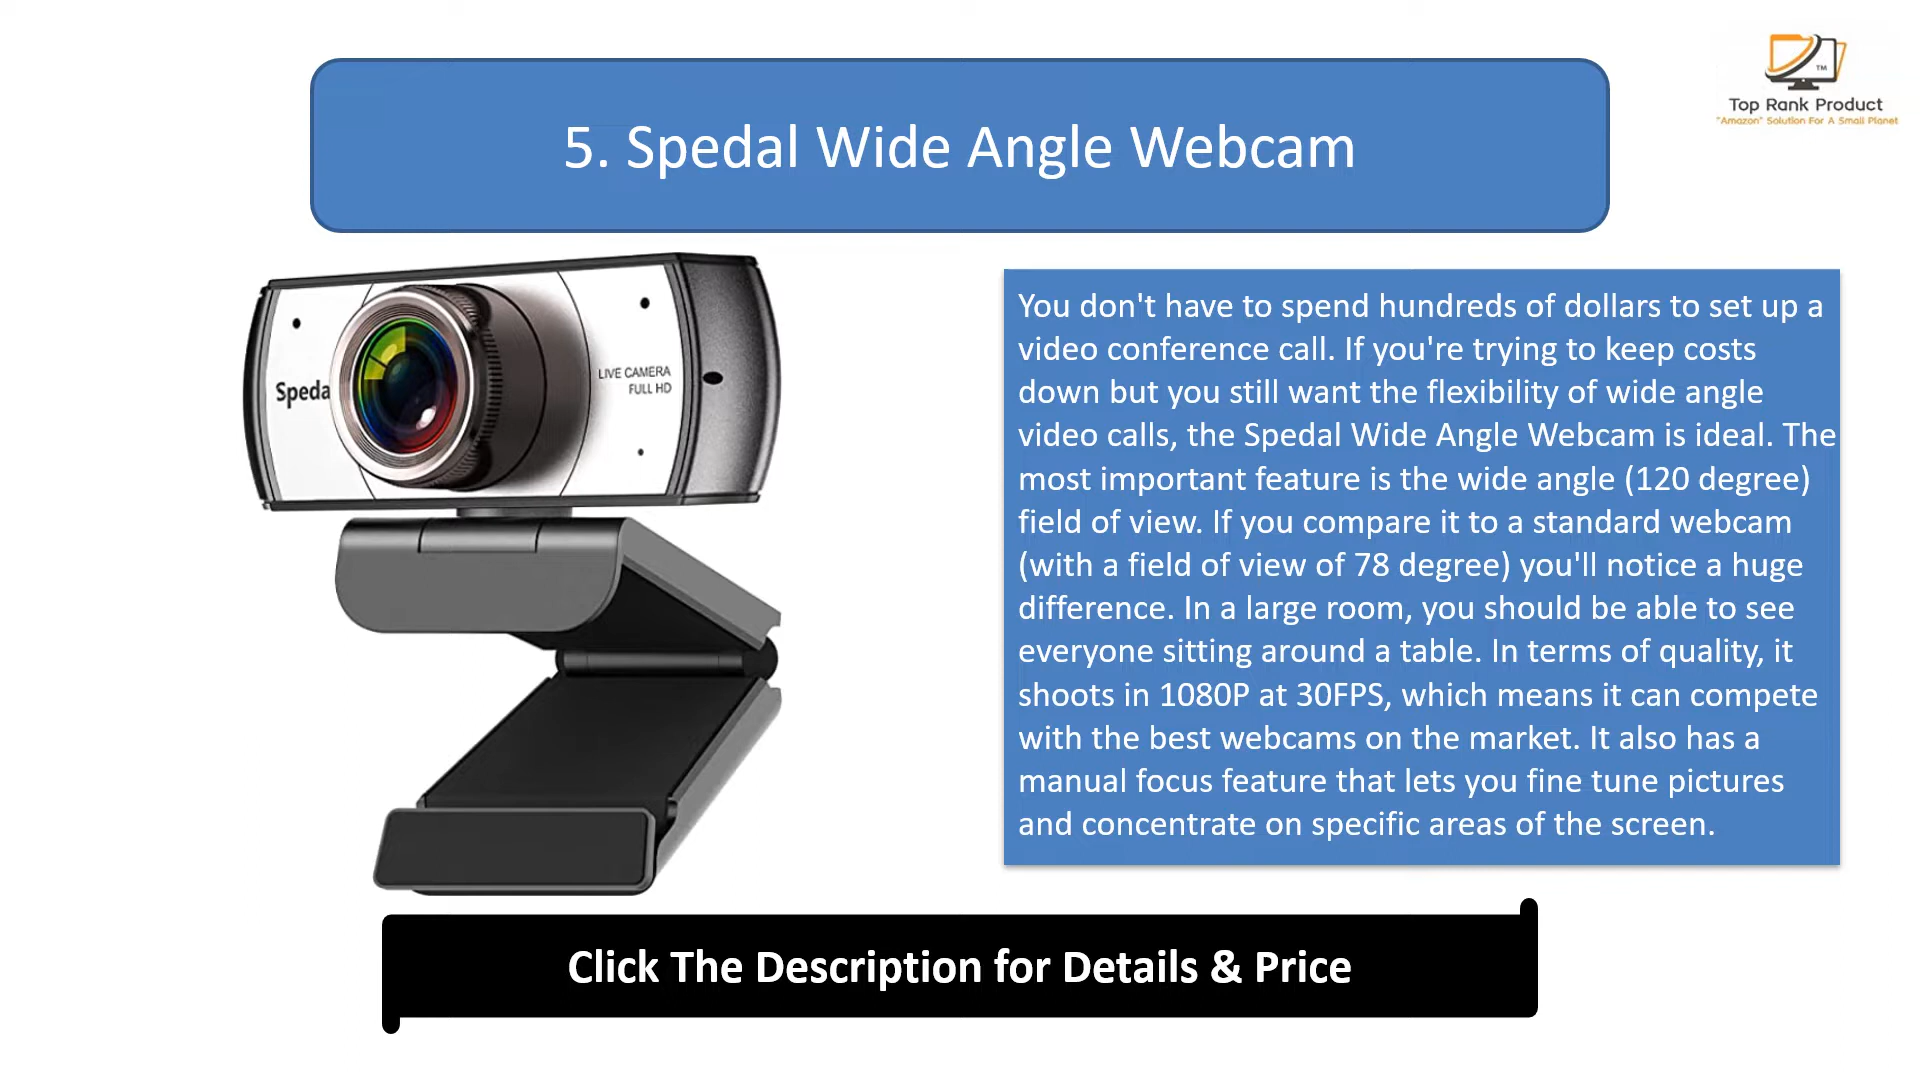 5. Spedal Wide Angle Webcam
TM
Top Rank Product
"Amazon" Solution For A Small Planet
Speda
LIVE CAMERA
FULL HD
You don't have to spend hundreds of dollars to set up a
video conference call. If you're trying to keep costs
down but you still want the flexibility of wide angle
video calls, the Spedal Wide Angle Webcam is ideal. The
most important feature is the wide angle (120 degree)
field of view. If you compare it to a standard webcam
(with a field of view of 78 degree) you'll notice a huge
difference. In a large room, you should be able to see
everyone sitting around a table. In terms of quality, it
shoots in 1080P at 30FPS, which means it can compete
with the best webcams on the market. It also has a
manual focus feature that lets you fine tune pictures
and concentrate on specific areas of the screen.
Click The Description for Details & Price